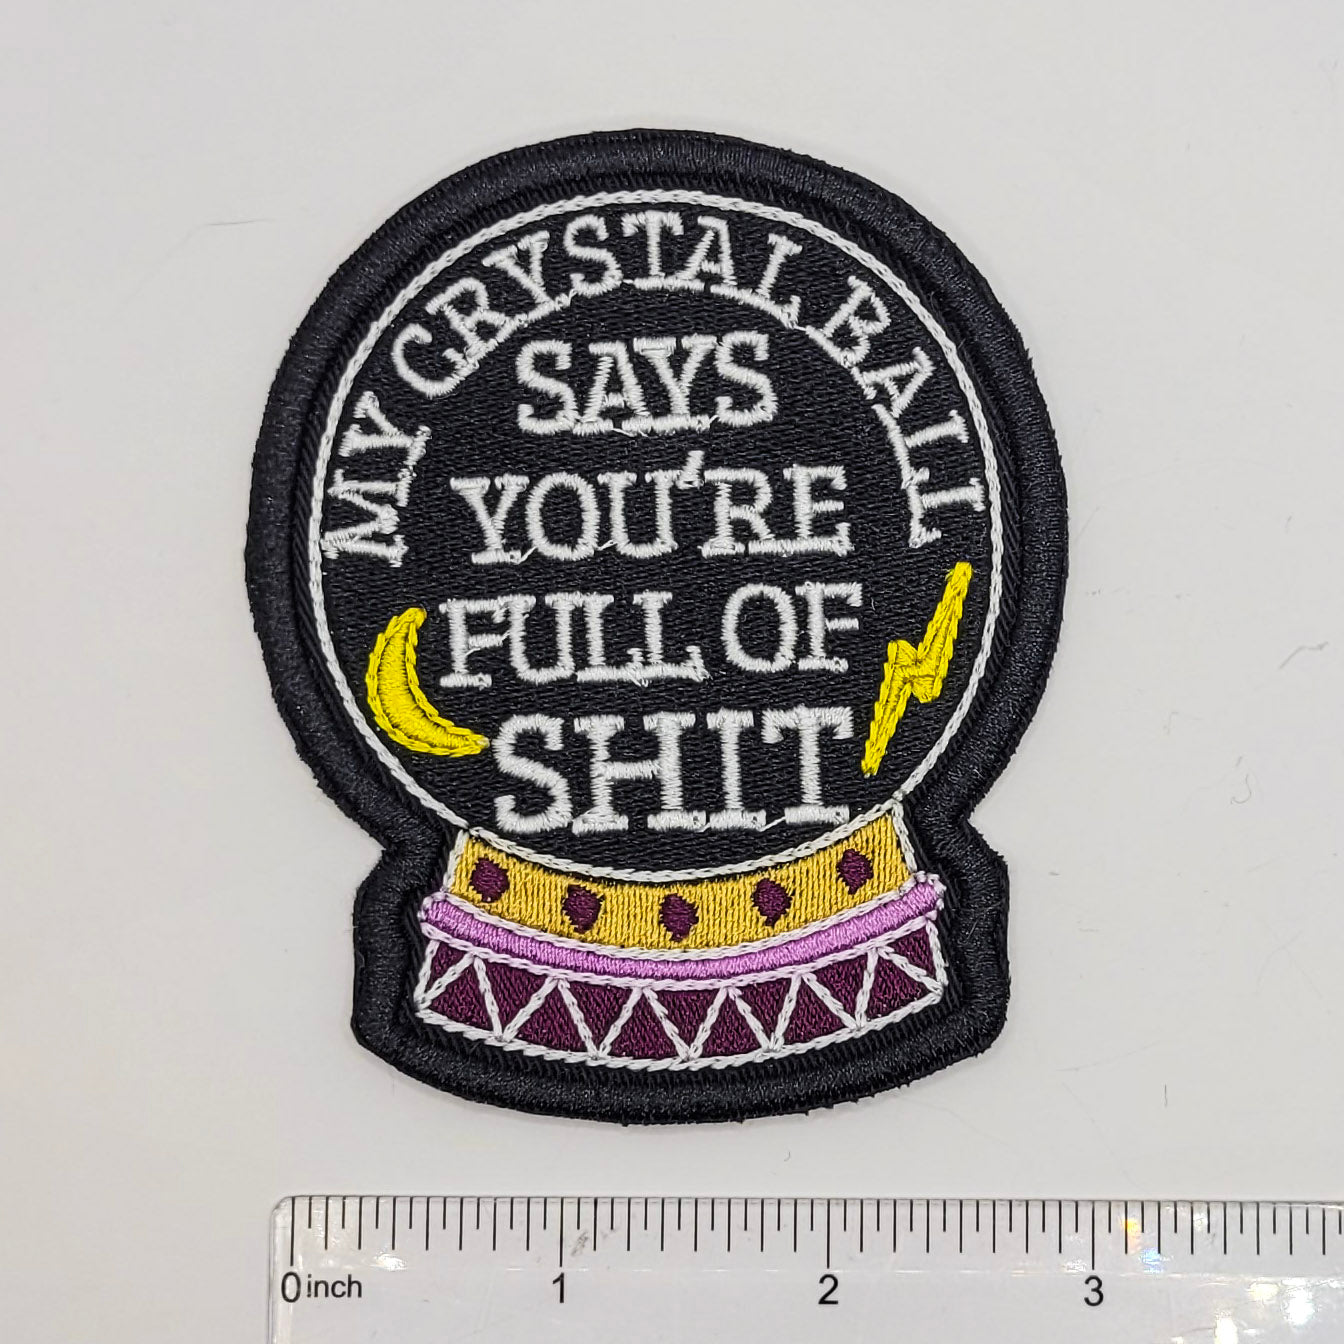 MY CRYSTAL BALL
SAYS
YOU'RE
FULL OF
SHIT
0 inch 1 2 3